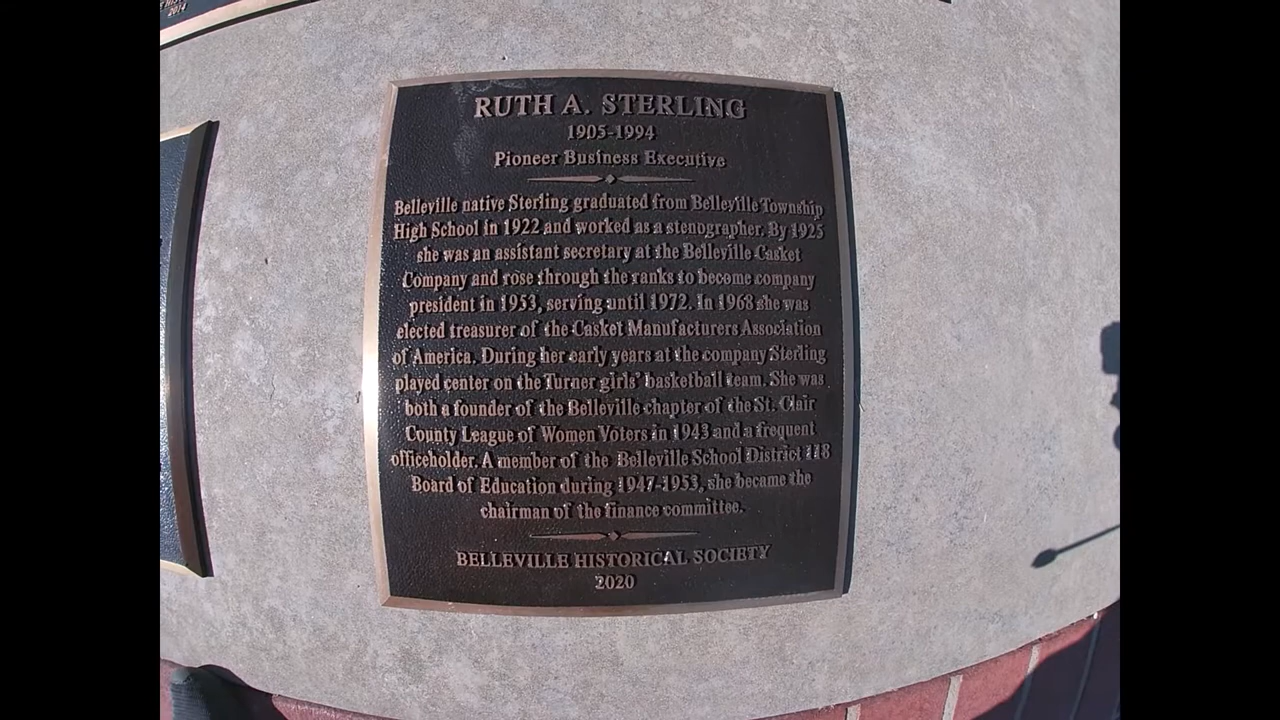 2014
RUTH A. STERLING
1905-1994
Pioneer Business Executive
Belleville native Sterling graduated from Belleville Township
High School in 1922 and worked as a stenographer. By 1925
she was an assistant secretary at the Belleville Casket
Company and rose through the ranks to become company
president in 1953, serving until 1972. In 1968 she was
elected treasurer of the Casket Manufacturers Association
of America. During her early years at the company Sterling
played center on the Turner girls' basketball team. She was
both a founder of the Belleville chapter of the St. Clair
County League of Women Voters in 1943 and a frequent
officeholder. A member of the Belleville School District 118
Board of Education during 1947-1953, she became the
chairman of the finance committee.
BELLEVILLE HISTORICAL SOCIETY
2020